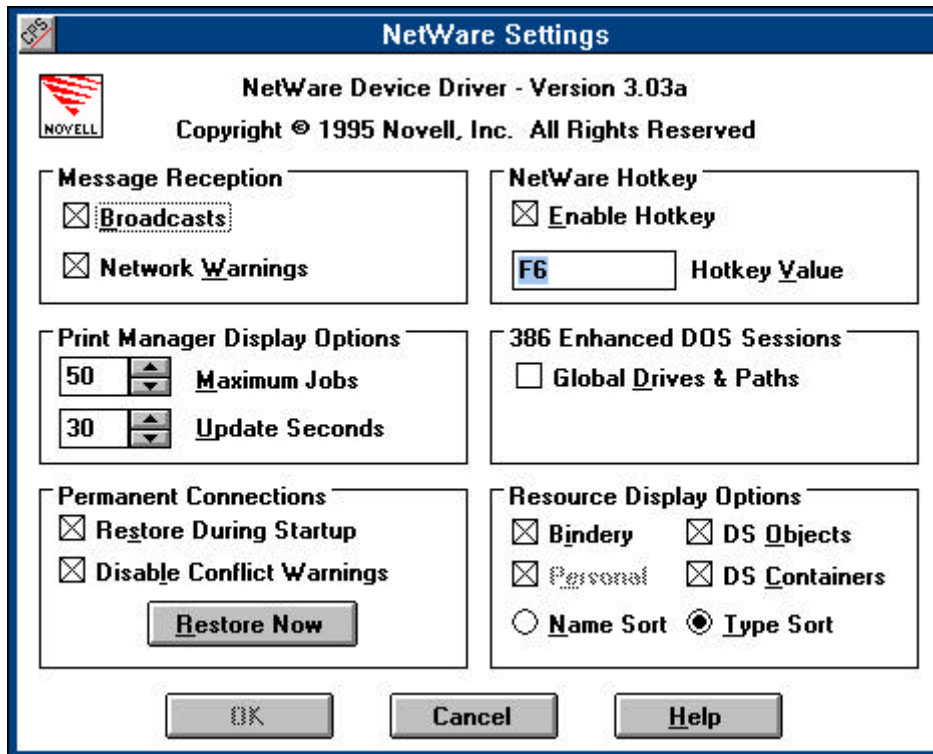 CPS
NetWare Settings
NOVELL
NetWare Device Driver - Version 3.03a
Copyright © 1995 Novell, Inc. All Rights Reserved
Message Reception
Broadcasts
Network Warnings
NetWare Hotkey
Enable Hotkey
F6 Hotkey Value
Print Manager Display Options
50 Maximum Jobs
30 Update Seconds
386 Enhanced DOS Sessions
Global Drives & Paths
Permanent Connections
Restore During Startup
Disable Conflict Warnings
Restore Now
Resource Display Options
Bindery DS Objects
Personal DS Containers
Name Sort Type Sort
OK Cancel Help